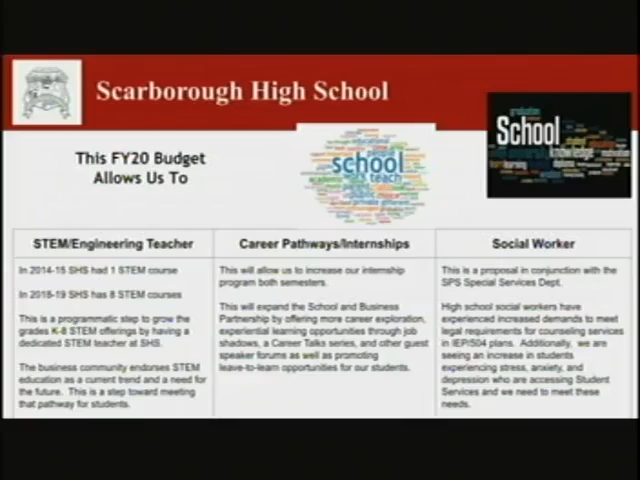 Scarborough High School
This FY20 Budget
Allows Us To
school
teach
School
knowledge
STEM/Engineering Teacher
In 2014-15 SHS had 1 STEM course
In 2018-19 SHS has 8 STEM courses
This is a programmatic step to grow the
grades K-8 STEM offerings by having a
dedicated STEM teacher at SHS.
The business community endorses STEM
education as a current trend and a need for
the future. This is a step toward meeting
that pathway for students.
Career Pathways/Internships
This will allow us to increase our internship
program both semesters.
This will expand the School and Business
Partnership by offering more career exploration,
experiential learning opportunities through job
shadows, a Career Talks series, and other guest
speaker forums as well as promoting
leave-to-learn opportunities for our students.
Social Worker
This is a proposal in conjunction with the
SPS Special Services Dept.
High school social workers have
experienced increased demands to meet
legal requirements for counseling services
in IEP/504 plans. Additionally, we are
seeing an increase in students
experiencing stress, anxiety, and
depression who are accessing Student
Services and we need to meet these
needs.